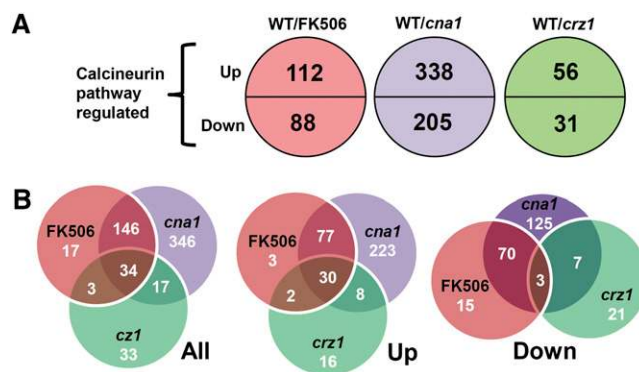 A
WT/FK506 WT/cna1 WT/crz1
Calcineurin
pathway
regulated
Up 112 338 56
Down 88 205 31
B
FK506 17 146 cna1 346
34
3 17
cz1
33
All
FK506 3 77 cna1 223
30
2 8
crz1
16
Up
cna1
125
70 3 7
FK506
15
crz1
21
Down